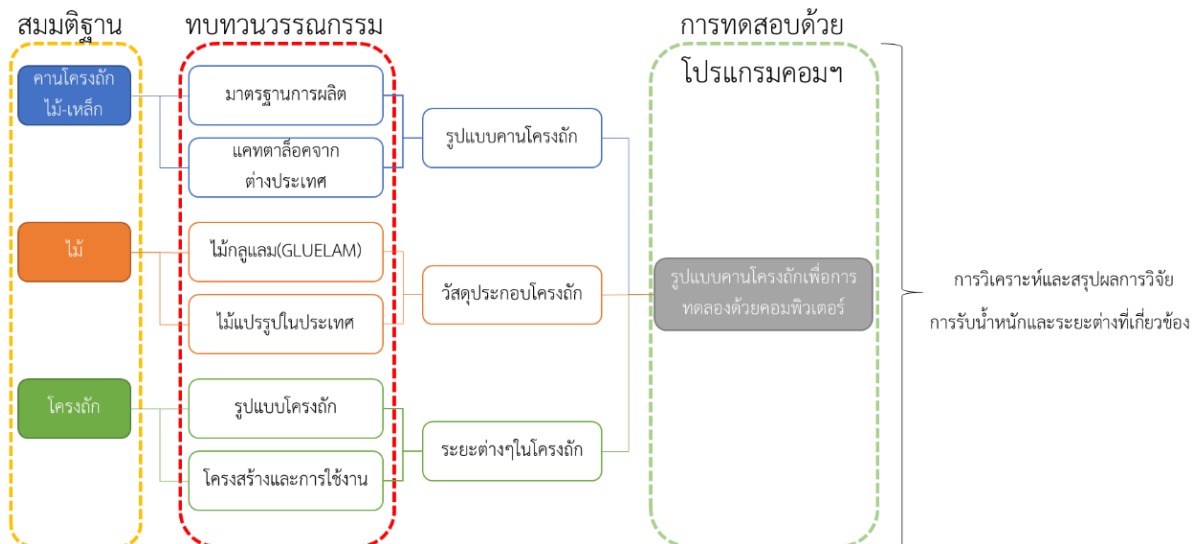 สมมติฐาน
ทบทวนวรรณกรรม
การทดสอบด้วย
โปรแกรมคอมฯ
คานโครงถัก
ไม้-เหล็ก
มาตรฐานการผลิต
แคทตาล็อคจาก
ต่างประเทศ
รูปแบบคานโครงถัก
ไม้
ไม้กลูแลม(GLUELAM)
ไม้แปรรูปในประเทศ
วัสดุประกอบโครงถัก
รูปแบบคานโครงถักเพื่อการ
ทดลองด้วยคอมพิวเตอร์
โครงถัก
รูปแบบโครงถัก
โครงสร้างและการใช้งาน
ระยะต่างๆในโครงถัก
การวิเคราะห์และสรุปผลการวิจัย
การรับน้ำหนักและระยะต่างที่เกี่ยวข้อง